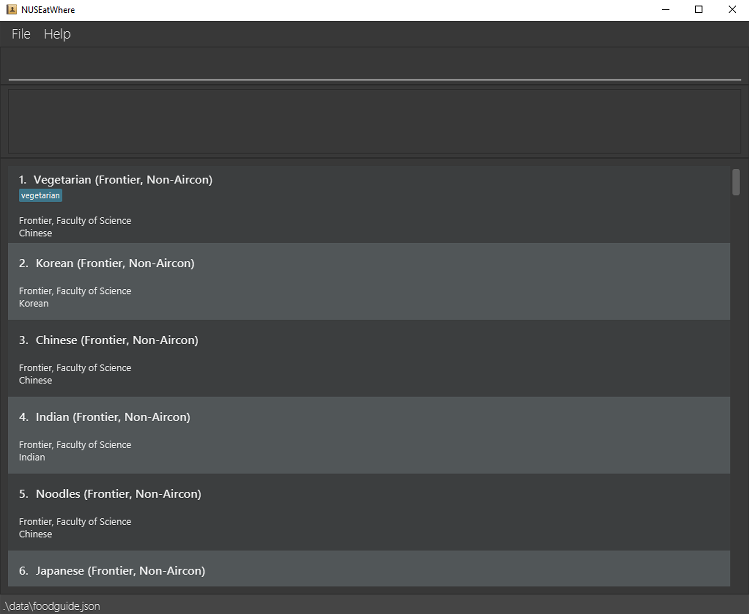 NUSEatWhere
File Help
1. Vegetarian (Frontier, Non-Aircon)
vegetarian
Frontier, Faculty of Science
Chinese
2. Korean (Frontier, Non-Aircon)
Frontier, Faculty of Science
Korean
3. Chinese (Frontier, Non-Aircon)
Frontier, Faculty of Science
Chinese
4. Indian (Frontier, Non-Aircon)
Frontier, Faculty of Science
Indian
5. Noodles (Frontier, Non-Aircon)
Frontier, Faculty of Science
Chinese
6. Japanese (Frontier, Non-Aircon)
.\data\foodguide.json